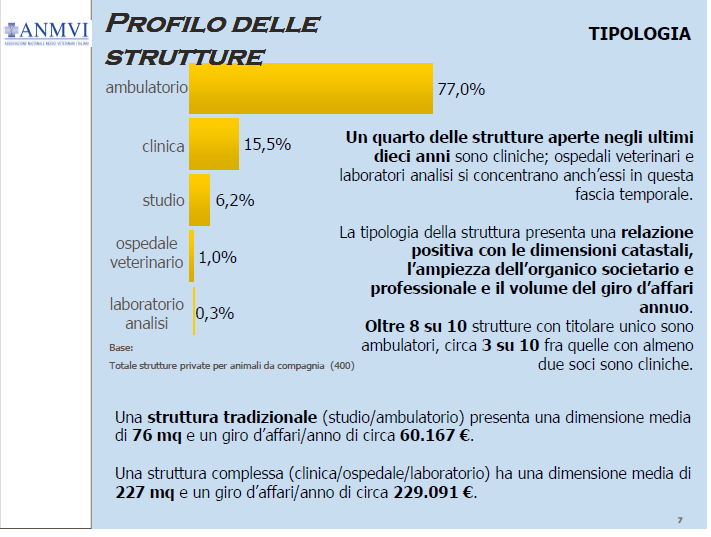 ANMVI
ASSOCIAZIONE NAZIONALE MEDICI VETERINARI ITALIANI
PROFILO DELLE
STRUTTURE
TIPOLOGIA
ambulatorio 77,0%
clinica 15,5%
studio 6,2%
ospedale
veterinario 1,0%
laboratorio
analisi 0,3%
Base:
Totale strutture private per animali da compagnia (400)
Un quarto delle strutture aperte negli ultimi
dieci anni sono cliniche; ospedali veterinari e
laboratori analisi si concentrano anch'essi in questa
fascia temporale.
La tipologia della struttura presenta una relazione
positiva con le dimensioni catastali,
l'ampiezza dell'organico societario e
professionale e il volume del giro d'affari
annuo.
Oltre 8 su 10 strutture con titolare unico sono
ambulatori, circa 3 su 10 fra quelle con almeno
due soci sono cliniche.
Una struttura tradizionale (studio/ambulatorio) presenta una dimensione media
di 76 mq e un giro d'affari/anno di circa 60.167 €.
Una struttura complessa (clinica/ospedale/laboratorio) ha una dimensione media di
227 mq e un giro d'affari/anno di circa 229.091 €.
7